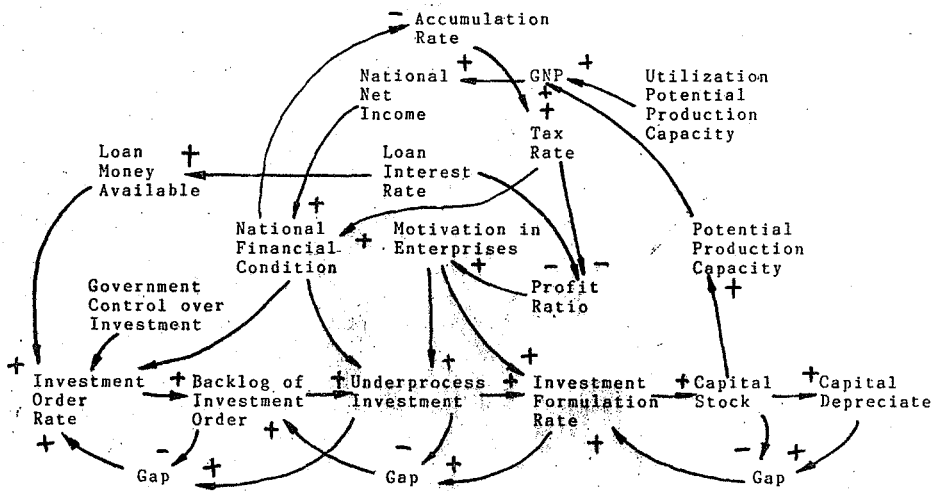 - Accumulation
Rate
+ +
National GNP Utilization
Net + Potential
Income + Production
Capacity
Tax
Rate
Loan + Loan
Money Interest
Available Rate
+
National + Motivation in Potential
Financial Enterprises Production
Condition + - - Capacity
Profit +
Ratio
Government
Control over
Investment
+ + +
Investment + Backlog of + Underprocess + Investment + Capital + Capital
Order Investment Investment Formulation Stock Depreciate
Rate Order Rate
+ + +
- - - +
Gap + Gap + Gap